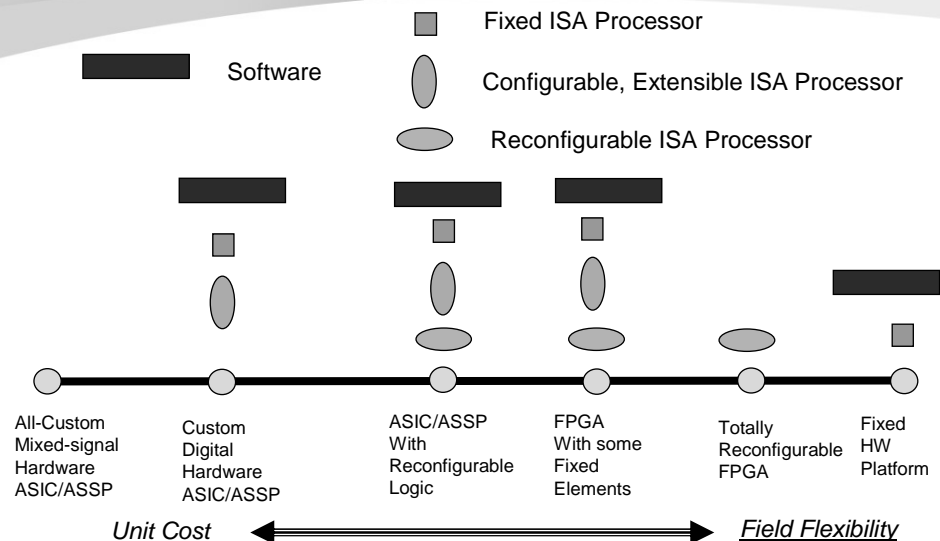 Fixed ISA Processor
Software
Configurable, Extensible ISA Processor
Reconfigurable ISA Processor
All-Custom
Mixed-signal
Hardware
ASIC/ASSP
Custom
Digital
Hardware
ASIC/ASSP
ASIC/ASSP
With
Reconfigurable
Logic
FPGA
With some
Fixed
Elements
Totally
Reconfigurable
FPGA
Fixed
HW
Platform
Unit Cost
Field Flexibility